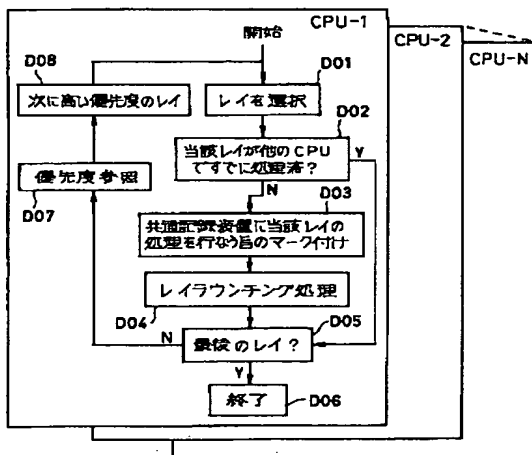 CPU-1
CPU-2
CPU-N
開始
D08
D01
次に高い優先度のレイ
レイを選択
D02
当該レイが他のCPU
ですでに処理済?
Y
N
優先度参照
D07
D03
共通記録装置に当該レイの
処理を行なう旨のマーク付け
レイラウンチング処理
D04
D05
N
最後のレイ?
Y
終了
D06